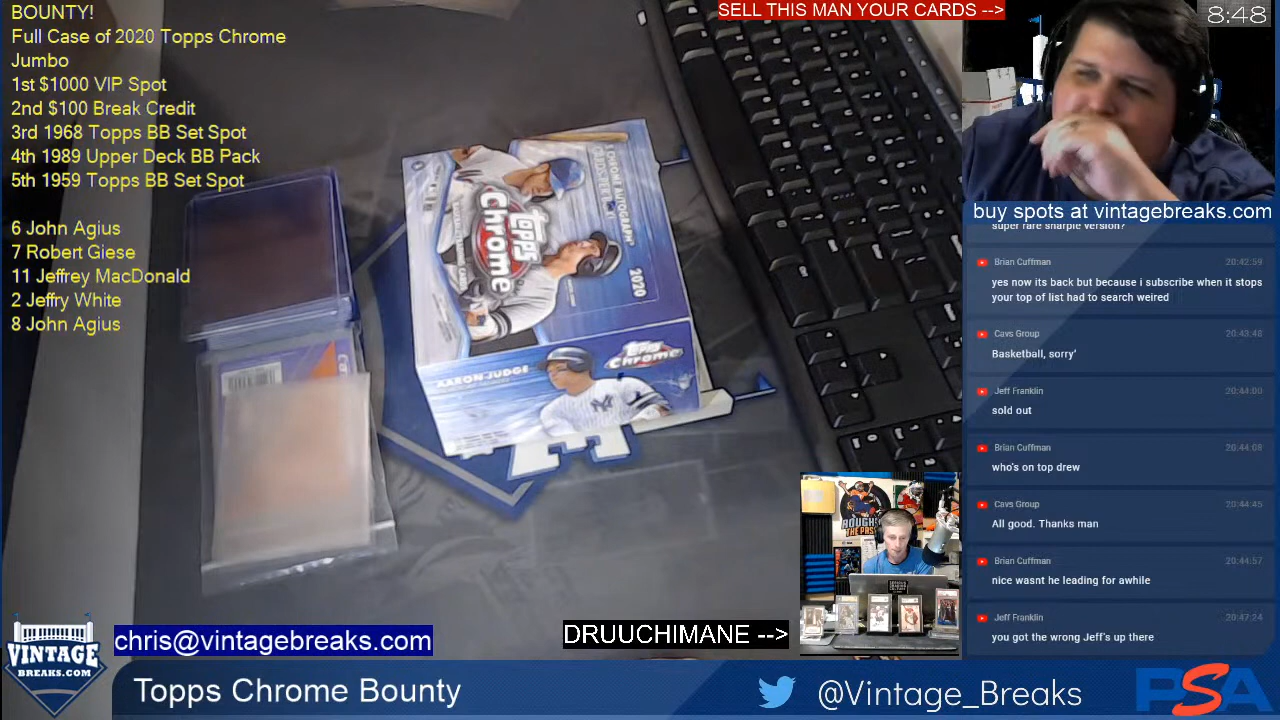 BOUNTY!
Full Case of 2020 Topps Chrome
Jumbo
1st $1000 VIP Spot
2nd $100 Break Credit
3rd 1968 Topps BB Set Spot
4th 1989 Upper Deck BB Pack
5th 1959 Topps BB Set Spot
6 John Agius
7 Robert Giese
11 Jeffrey MacDonald
2 Jeffry White
8 John Agius
SELL THIS MAN YOUR CARDS -->
8:48
buy spots at vintagebreaks.com
super rare sharpie version?
Brian Cuffman 20:42:59
yes now its back but because i subscribe when it stops
your top of list had to search weired
Cavs Group 20:43:48
Basketball, sorry'
Jeff Franklin 20:44:00
sold out
Brian Cuffman 20:44:08
who's on top drew
Cavs Group 20:44:45
All good. Thanks man
Brian Cuffman 20:44:57
nice wasnt he leading for awhile
Jeff Franklin 20:47:24
you got the wrong Jeff's up there
topps
Chrome
2020
AARON JUDGE
topps
Chrome
ROUGH
THE PASS
DRUUCHIMANE -->
chris@vintagebreaks.com
VINTAGE
BREAKS.COM
Topps Chrome Bounty
@Vintage_Breaks
PSA